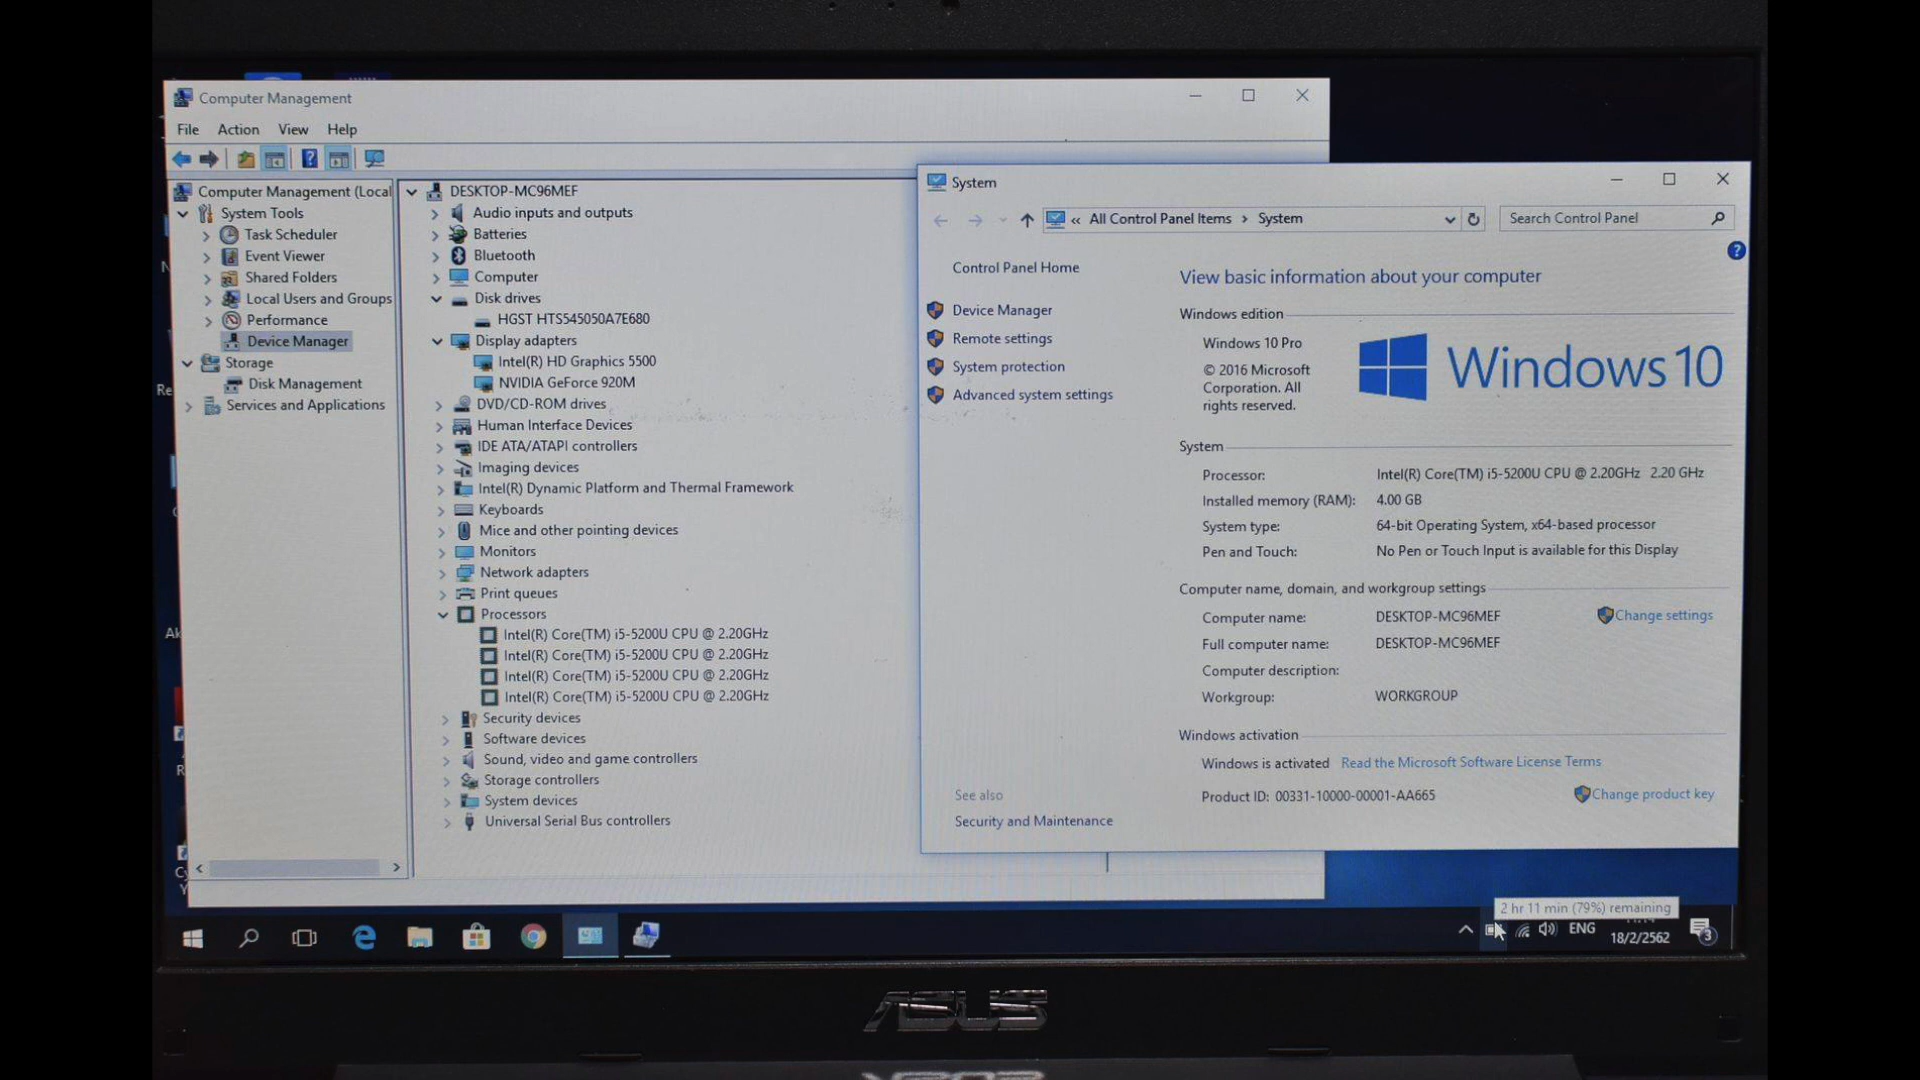 Computer Management
File Action View Help
Computer Management (Local
System Tools
Task Scheduler
Event Viewer
Shared Folders
Local Users and Groups
Performance
Device Manager
Storage
Disk Management
Services and Applications
DESKTOP-MC96MEF
Audio inputs and outputs
Batteries
Bluetooth
Computer
Disk drives
HGST HTS545050A7E680
Display adapters
Intel(R) HD Graphics 5500
NVIDIA GeForce 920M
DVD/CD-ROM drives
Human Interface Devices
IDE ATA/ATAPI controllers
Imaging devices
Intel(R) Dynamic Platform and Thermal Framework
Keyboards
Mice and other pointing devices
Monitors
Network adapters
Print queues
Processors
Intel(R) Core(TM) i5-5200U CPU @ 2.20GHz
Intel(R) Core(TM) i5-5200U CPU @ 2.20GHz
Intel(R) Core(TM) i5-5200U CPU @ 2.20GHz
Intel(R) Core(TM) i5-5200U CPU @ 2.20GHz
Security devices
Software devices
Sound, video and game controllers
Storage controllers
System devices
Universal Serial Bus controllers
System
« All Control Panel Items › System
Search Control Panel
Control Panel Home
Device Manager
Remote settings
System protection
Advanced system settings
See also
Security and Maintenance
View basic information about your computer
Windows edition
Windows 10 Pro
© 2016 Microsoft
Corporation. All
rights reserved.
Windows 10
System
Processor: Intel(R) Core(TM) i5-5200U CPU @ 2.20GHz 2.20 GHz
Installed memory (RAM): 4.00 GB
System type: 64-bit Operating System, x64-based processor
Pen and Touch: No Pen or Touch Input is available for this Display
Computer name, domain, and workgroup settings
Computer name: DESKTOP-MC96MEF Change settings
Full computer name: DESKTOP-MC96MEF
Computer description:
Workgroup: WORKGROUP
Windows activation
Windows is activated Read the Microsoft Software License Terms
Product ID: 00331-10000-00001-AA665 Change product key
2 hr 11 min (79%) remaining
ENG
18/2/2562
3
ASUS